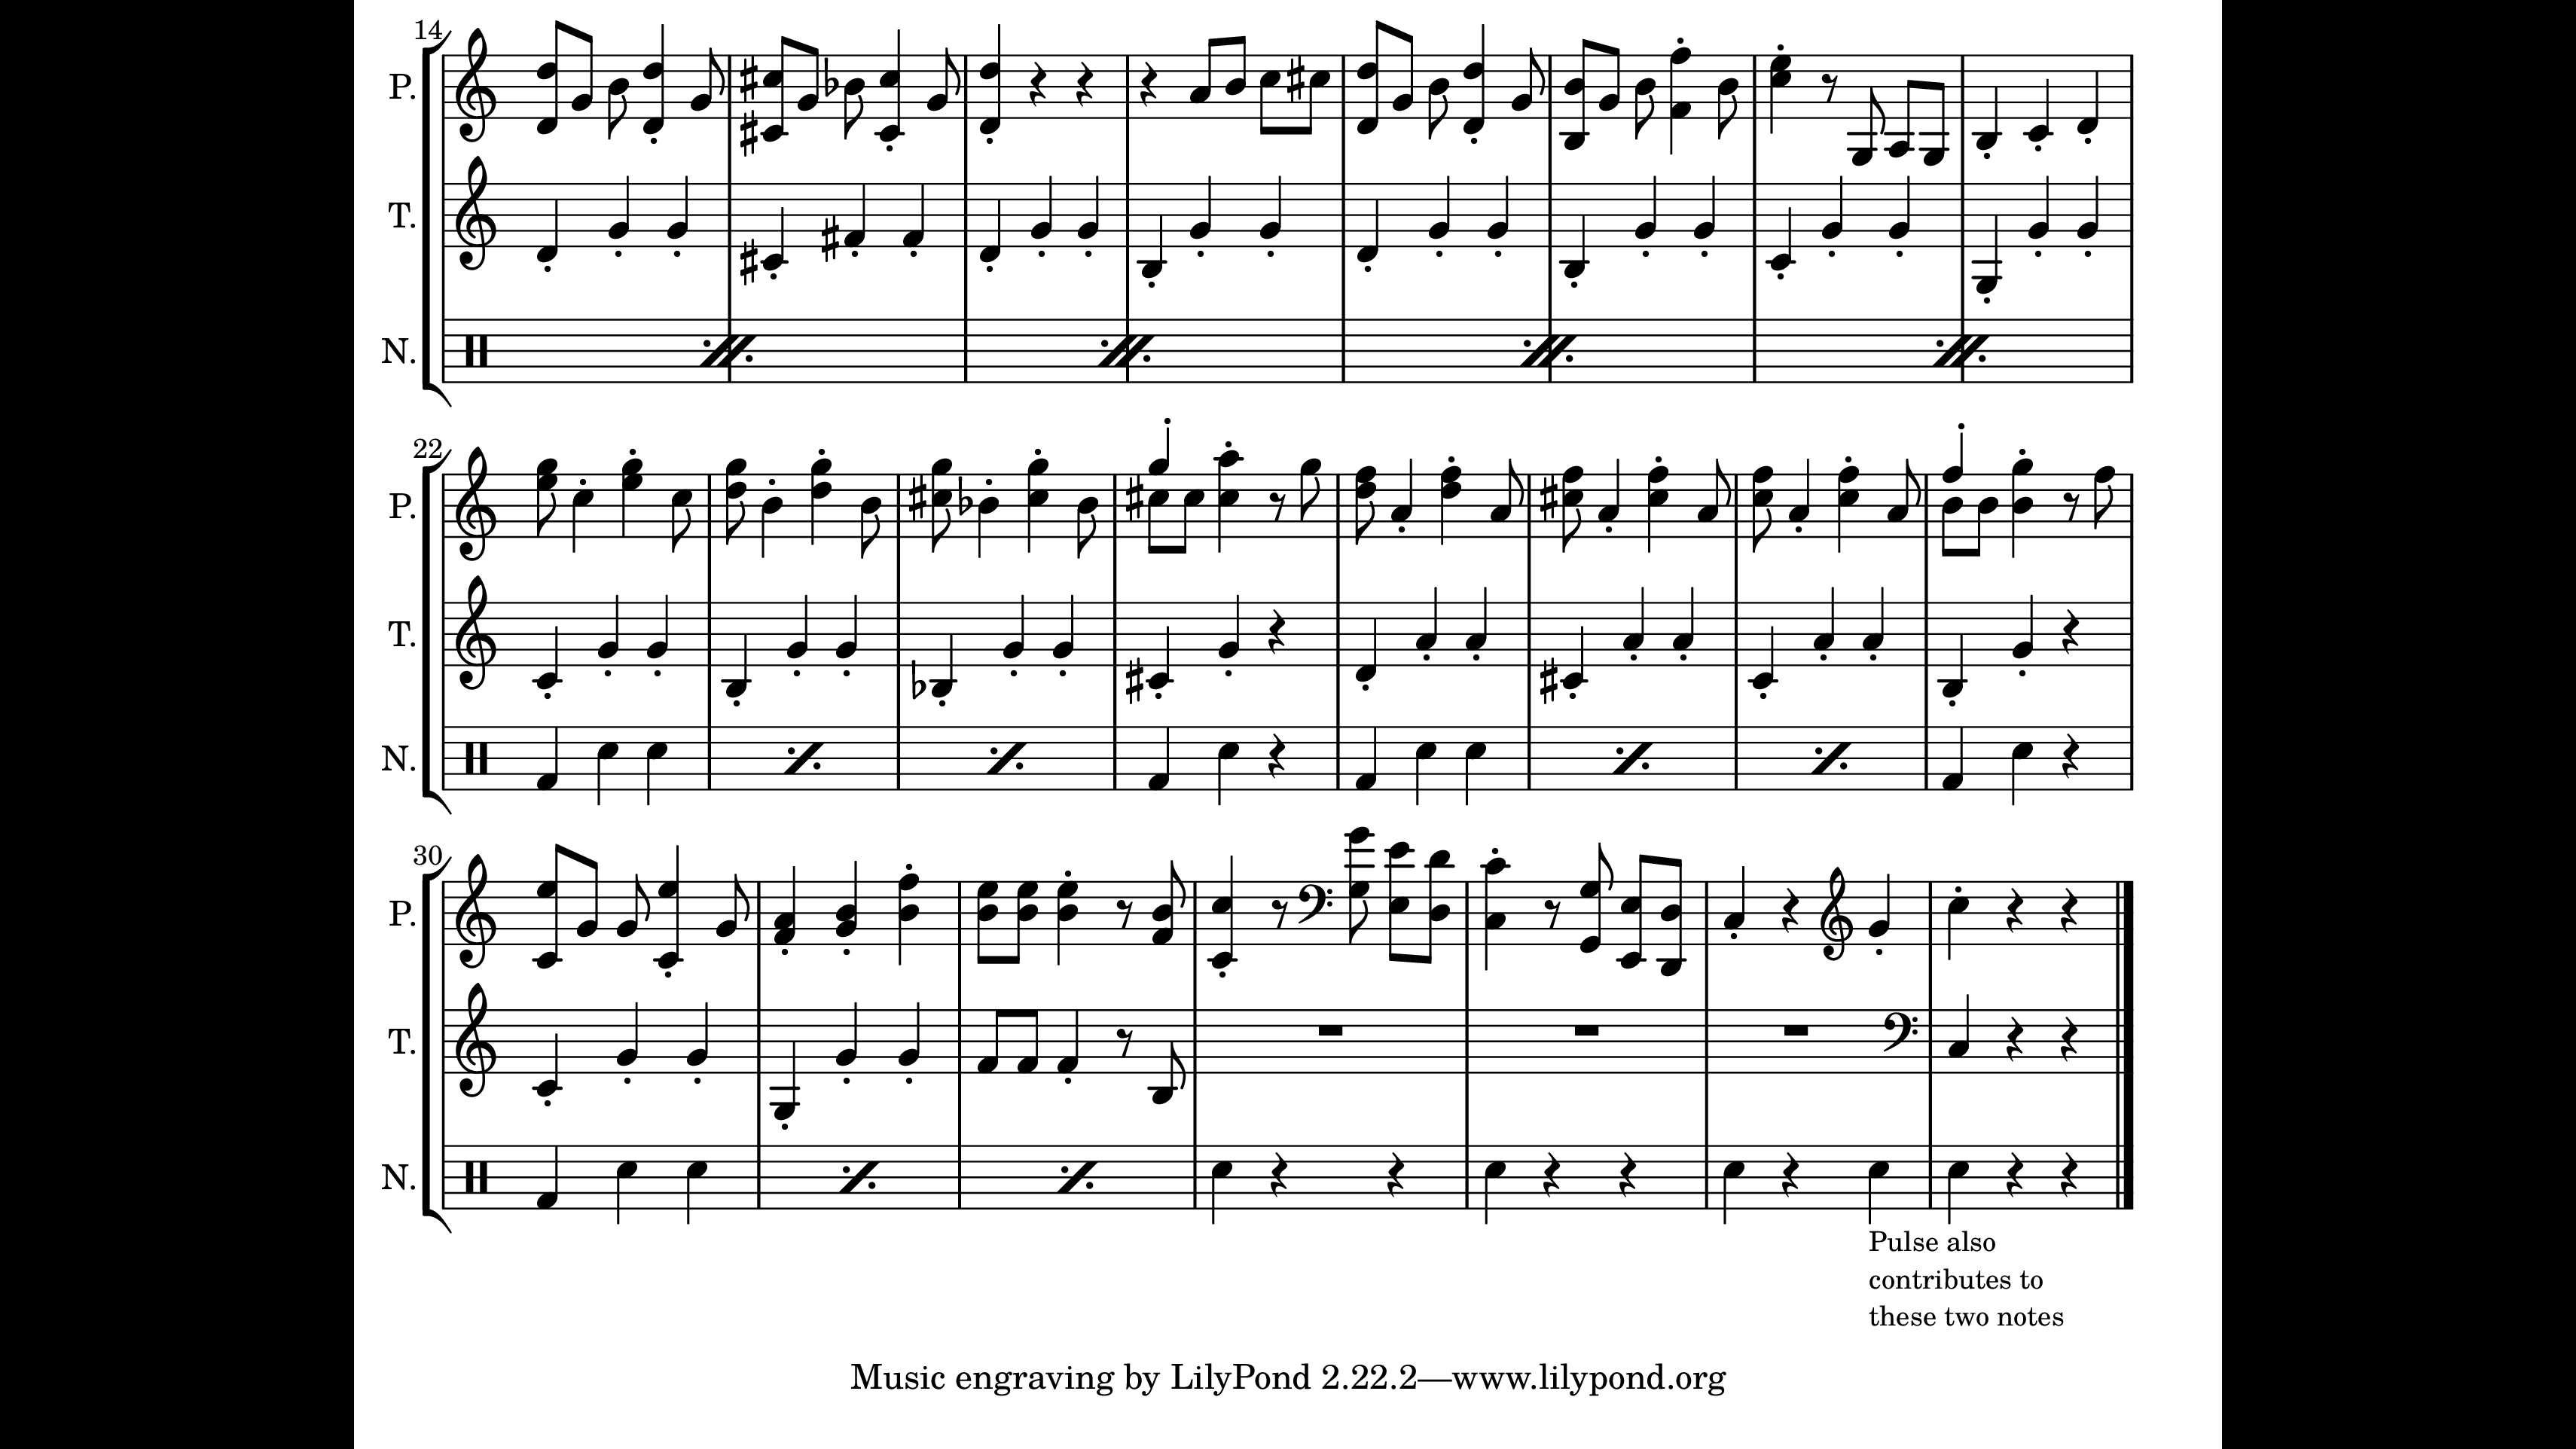 14
P.
T.
N.
22
P.
T.
N.
30
P.
T.
N.
Pulse also
contributes to
these two notes
Music engraving by LilyPond 2.22.2—www.lilypond.org